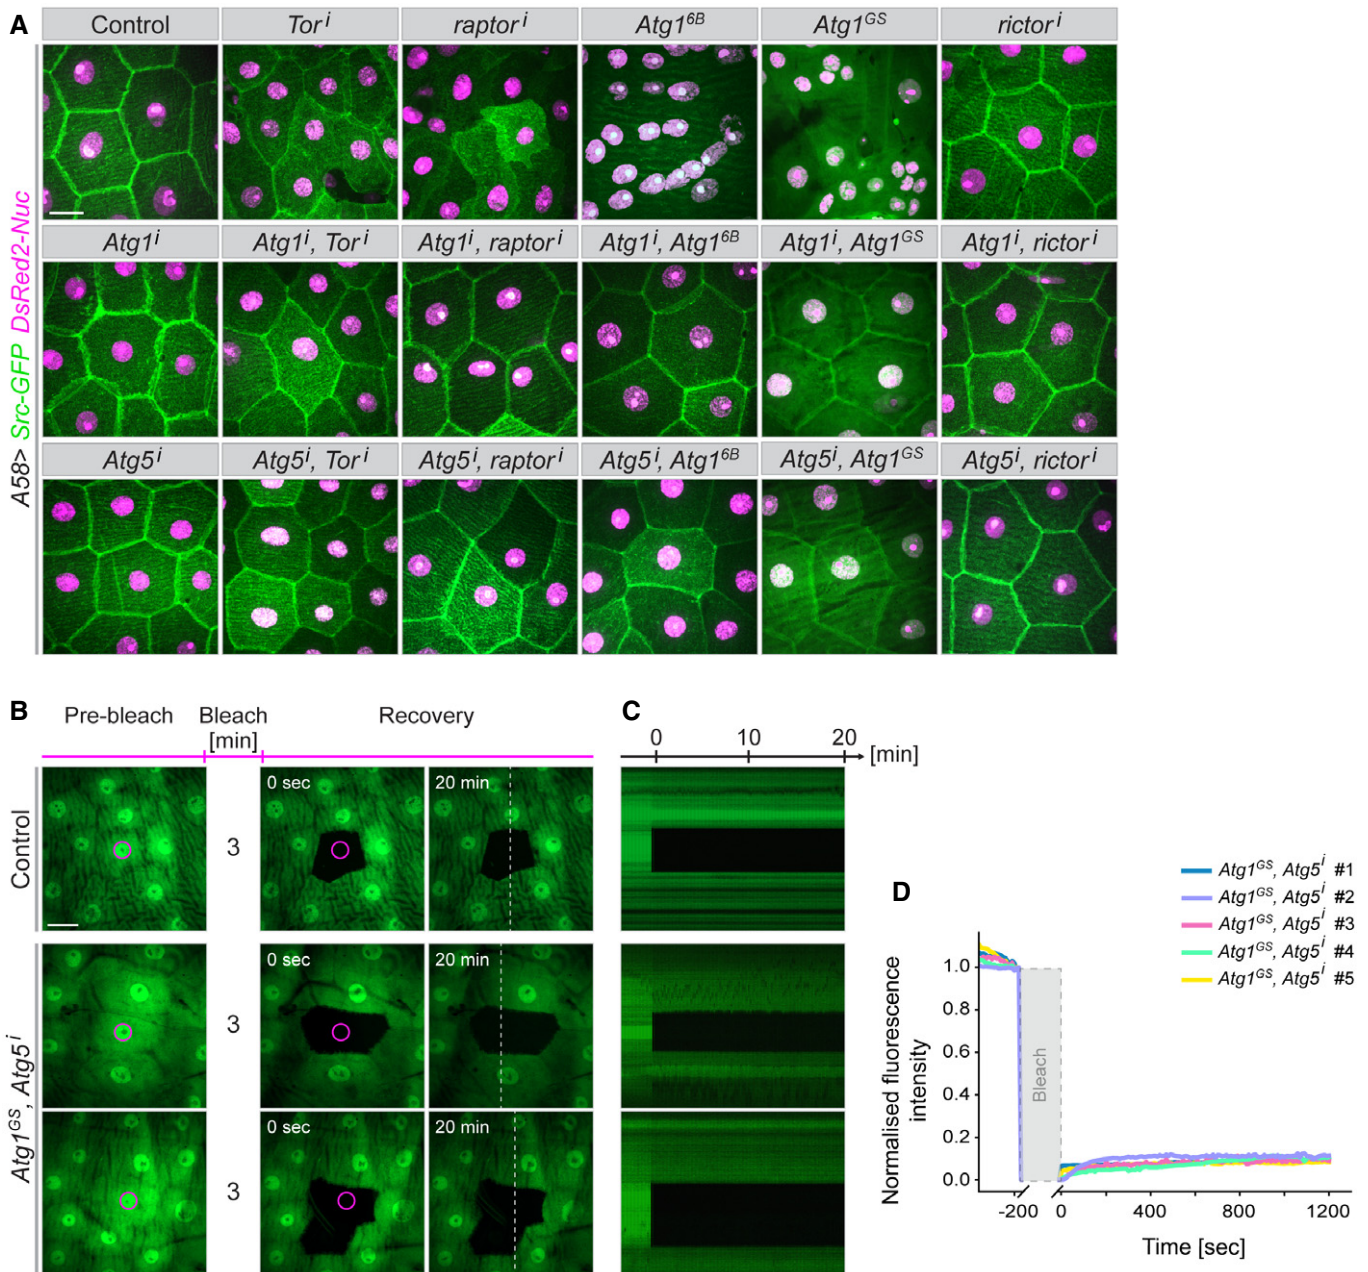 A
Control Tor i raptor i Atg1 6B Atg1 GS rictor i
A58> Src-GFP DsRed2-Nuc
Atg1 i Atg1 i, Tor i Atg1 i, raptor i Atg1 i, Atg1 6B Atg1 i, Atg1 GS Atg1 i, rictor i
Atg5 i Atg5 i, Tor i Atg5 i, raptor i Atg5 i, Atg1 6B Atg5 i, Atg1 GS Atg5 i, rictor i
B
Pre-bleach Bleach Recovery
[min]
Control
0 sec 20 min
3
Atg1 GS, Atg5 i
0 sec 20 min
3
0 sec 20 min
3
C
0 10 20 [min]
D
Atg1 GS, Atg5 i #1
Atg1 GS, Atg5 i #2
Atg1 GS, Atg5 i #3
Atg1 GS, Atg5 i #4
Atg1 GS, Atg5 i #5
Normalised fluorescence
intensity
1.0
0.8
0.6
0.4
0.2
0.0
Bleach
-200 0 400 800 1200
Time [sec]